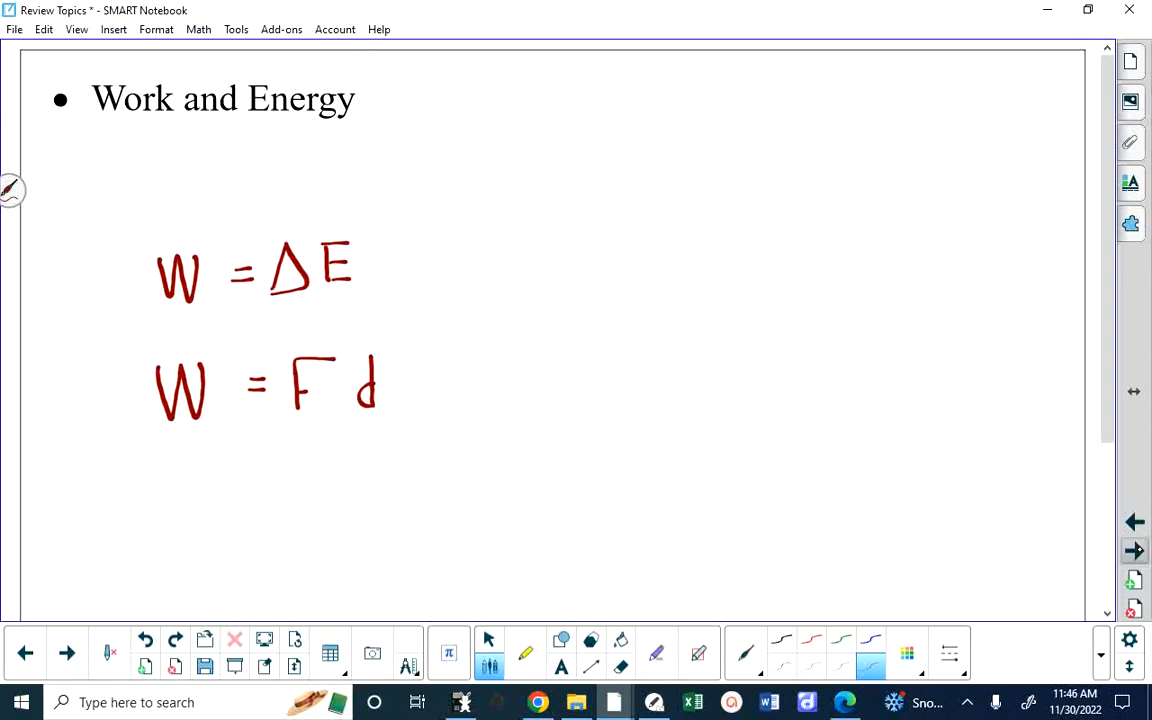 Review Topics * - SMART Notebook
File Edit View Insert Format Math Tools Add-ons Account Help
• Work and Energy
W = Δ E
W = F d
Type here to search
Sno...
11:46 AM
11/30/2022